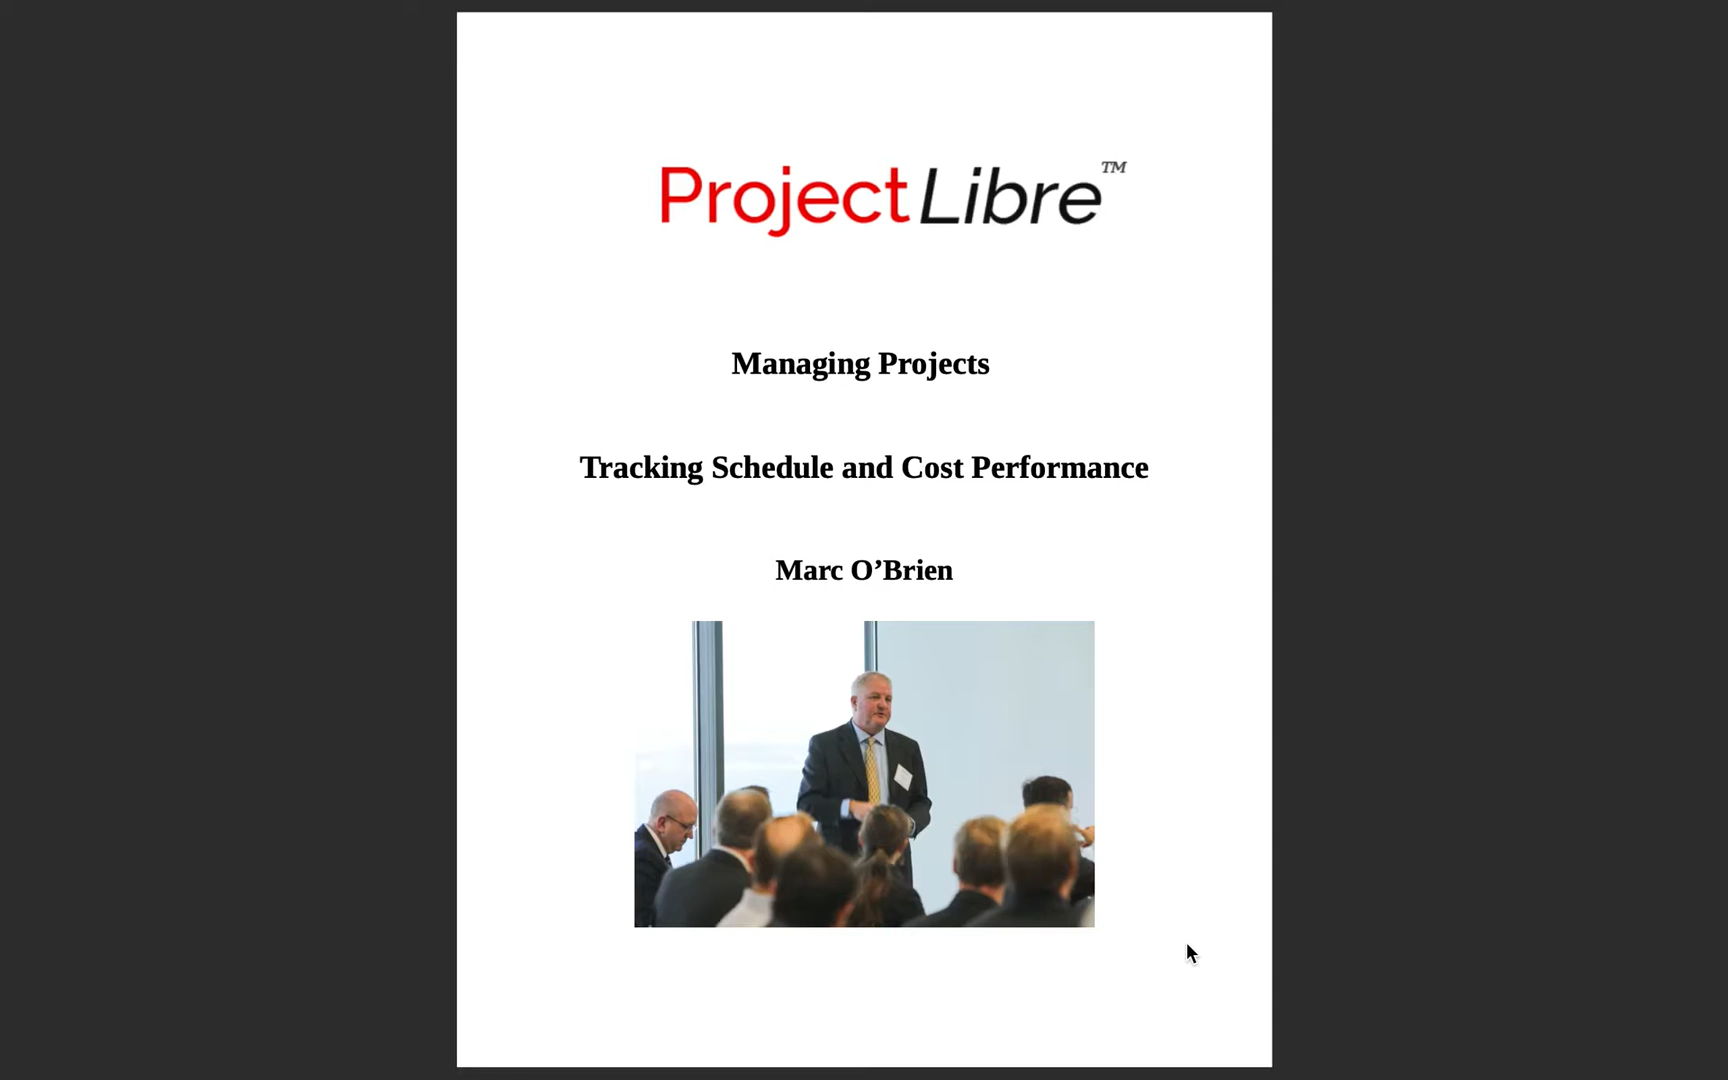 ProjectLibre™
Managing Projects
Tracking Schedule and Cost Performance
Marc O’Brien